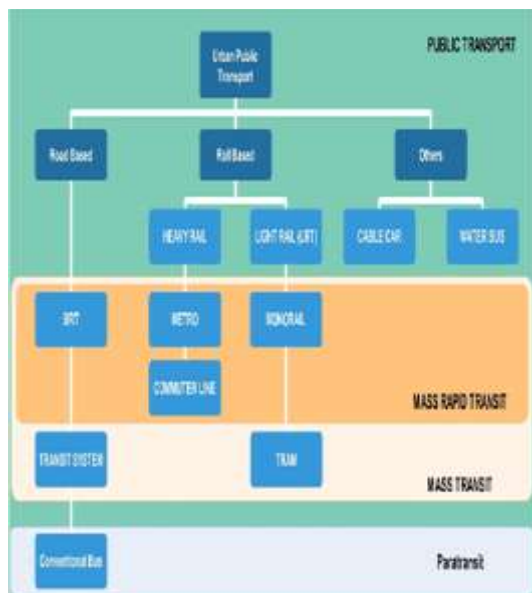 PUBLIC TRANSPORT
Urban Public
Transport
Road Based
Rail Based
Others
HEAVY RAIL
LIGHT RAIL (LRT)
CABLE CAR
WATER BUS
BRT
METRO
MONORAIL
COMMUTER LINE
MASS RAPID TRANSIT
TRANSIT SYSTEM
TRAM
MASS TRANSIT
Conventional Bus
Paratransit